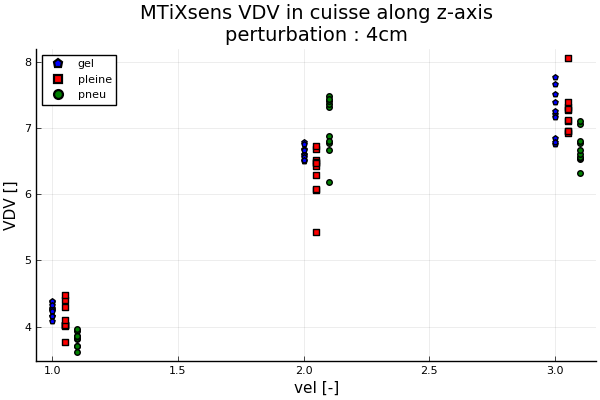 MTiXsens VDV in cuisse along z-axis
perturbation : 4cm
gel
pleine
pneu
8
7
6
5
4
VDV []
1.0
1.5
2.0
2.5
3.0
vel [-]